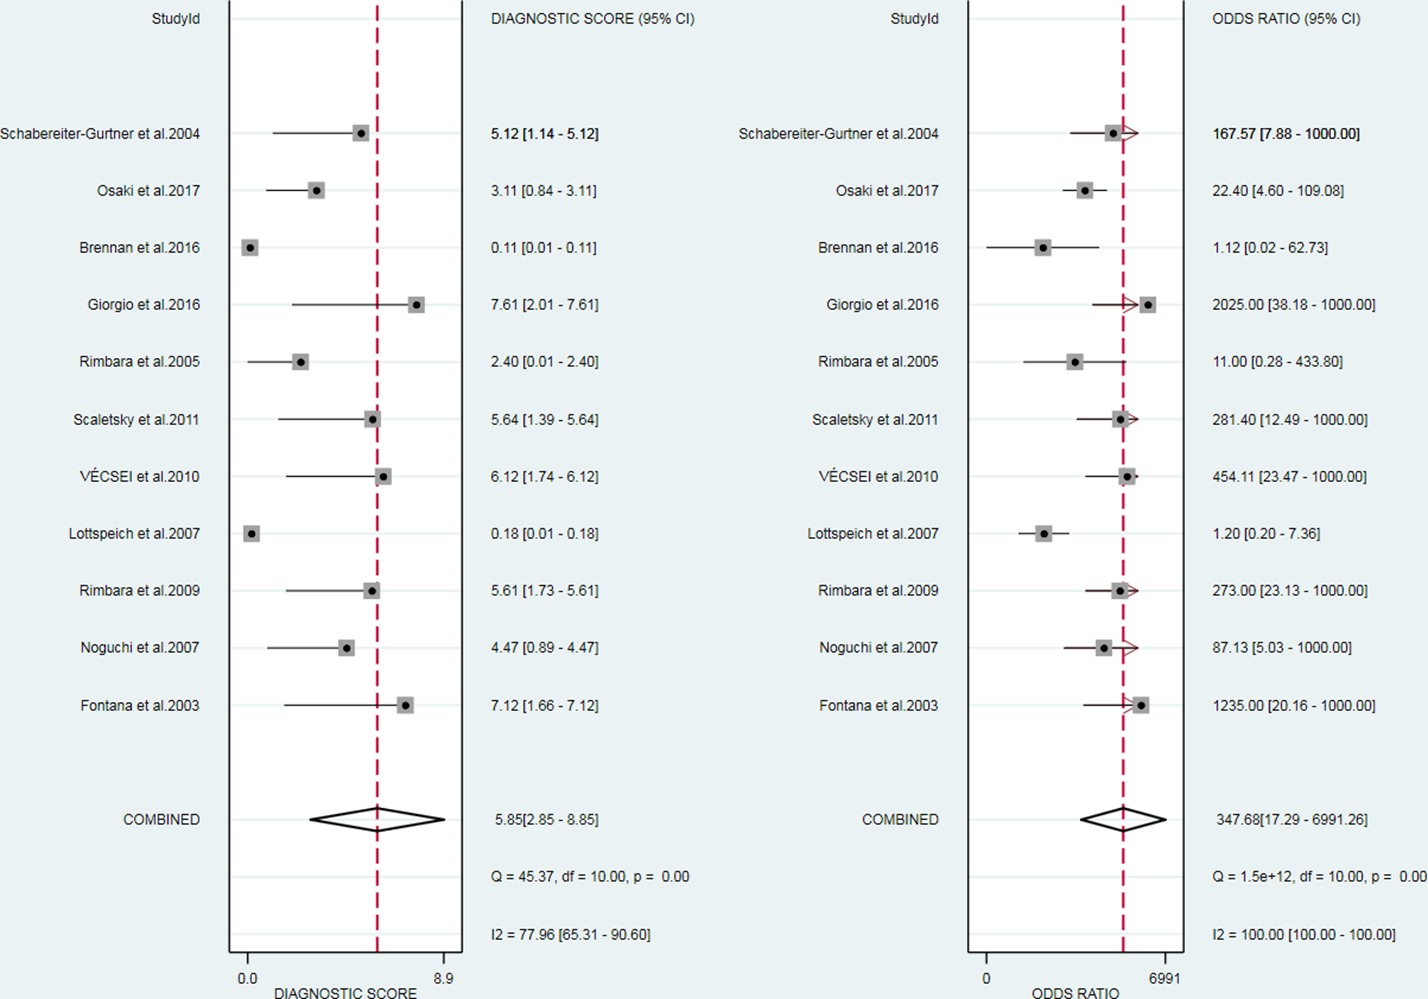 StudyId DIAGNOSTIC SCORE (95% CI)
Schabereiter-Gurtner et al.2004 5.12 [1.14 - 5.12]
Osaki et al.2017 3.11 [0.84 - 3.11]
Brennan et al.2016 0.11 [0.01 - 0.11]
Giorgio et al.2016 7.61 [2.01 - 7.61]
Rimbara et al.2005 2.40 [0.01 - 2.40]
Scaletsky et al.2011 5.64 [1.39 - 5.64]
VÉCSEI et al.2010 6.12 [1.74 - 6.12]
Lottspeich et al.2007 0.18 [0.01 - 0.18]
Rimbara et al.2009 5.61 [1.73 - 5.61]
Noguchi et al.2007 4.47 [0.89 - 4.47]
Fontana et al.2003 7.12 [1.66 - 7.12]
COMBINED 5.85[2.85 - 8.85]
Q = 45.37, df = 10.00, p = 0.00
I2 = 77.96 [65.31 - 90.60]
0.0 8.9
DIAGNOSTIC SCORE
StudyId ODDS RATIO (95% CI)
Schabereiter-Gurtner et al.2004 167.57 [7.88 - 1000.00]
Osaki et al.2017 22.40 [4.60 - 109.08]
Brennan et al.2016 1.12 [0.02 - 62.73]
Giorgio et al.2016 2025.00 [38.18 - 1000.00]
Rimbara et al.2005 11.00 [0.28 - 433.80]
Scaletsky et al.2011 281.40 [12.49 - 1000.00]
VÉCSEI et al.2010 454.11 [23.47 - 1000.00]
Lottspeich et al.2007 1.20 [0.20 - 7.36]
Rimbara et al.2009 273.00 [23.13 - 1000.00]
Noguchi et al.2007 87.13 [5.03 - 1000.00]
Fontana et al.2003 1235.00 [20.16 - 1000.00]
COMBINED 347.68[17.29 - 6991.26]
Q = 1.5e+12, df = 10.00, p = 0.00
I2 = 100.00 [100.00 - 100.00]
0 6991
ODDS RATIO